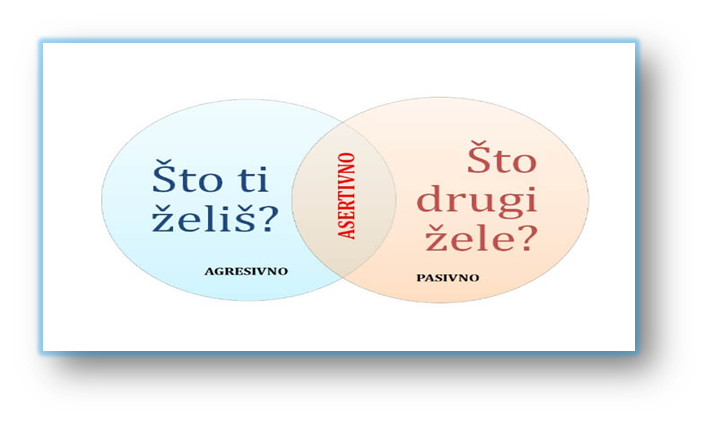 Što ti
želiš?
AGRESIVNO
ASERTIVNO
Što
drugi
žele?
PASIVNO